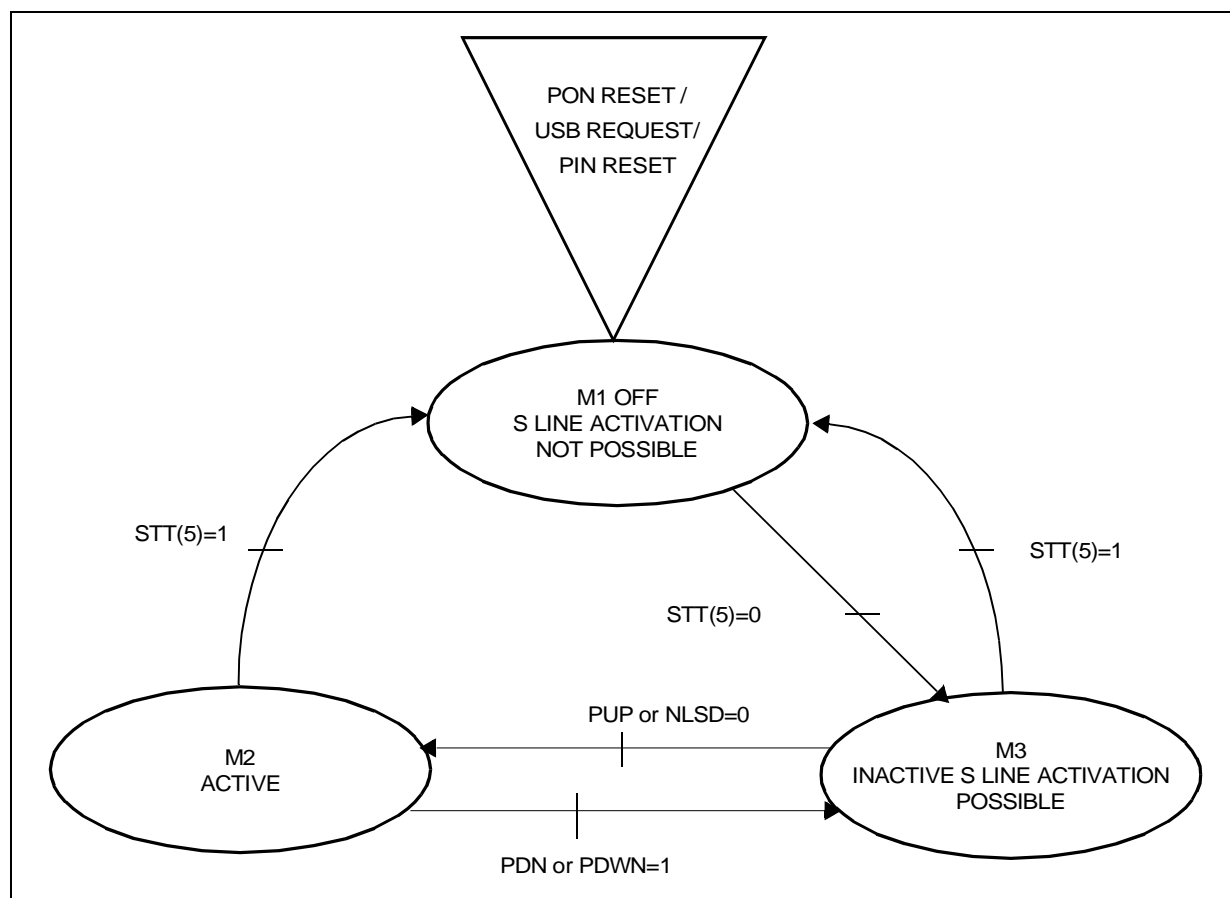 PON RESET /
USB REQUEST/
PIN RESET
M1 OFF
S LINE ACTIVATION
NOT POSSIBLE
STT(5)=1
STT(5)=1
STT(5)=0
PUP or NLSD=0
M2
ACTIVE
M3
INACTIVE S LINE ACTIVATION
POSSIBLE
PDN or PDWN=1